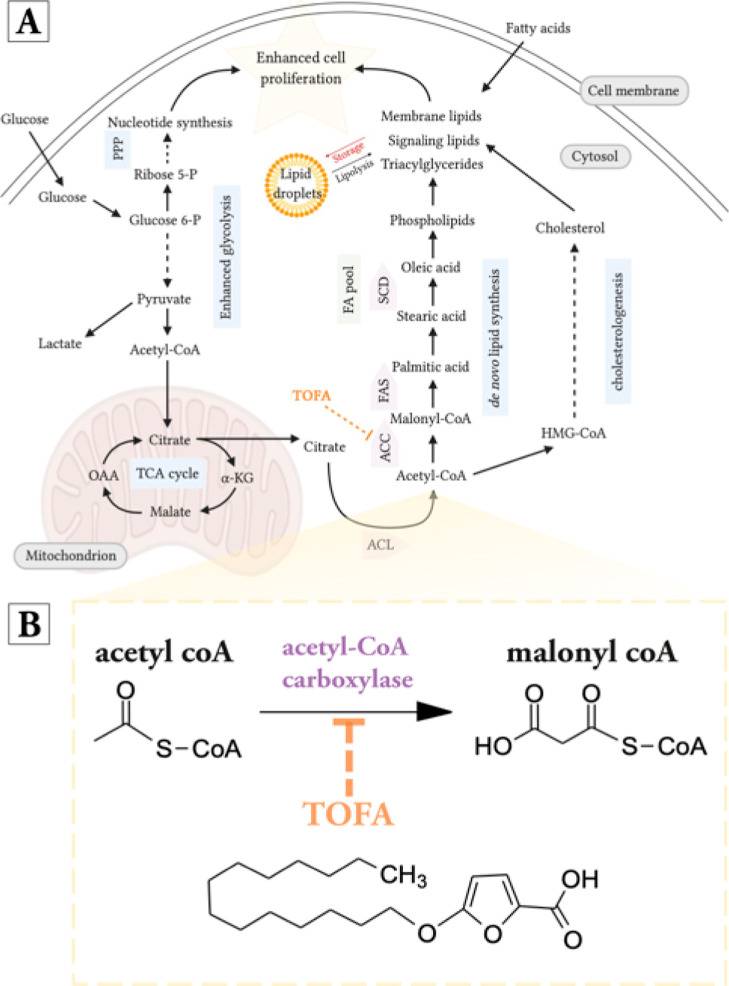 A
Fatty acids
Enhanced cell
proliferation
Cell membrane
Glucose
Nucleotide synthesis
Membrane lipids
PPP
Signaling lipids
Cytosol
Storage
Lipolysis
Triacylglycerides
Lipid
droplets
Ribose 5-P
Glucose
Glucose 6-P
Enhanced glycolysis
Phospholipids
Cholesterol
FA pool
SCD
Oleic acid
Pyruvate
Stearic acid
de novo lipid synthesis
cholesterologenesis
Lactate
Acetyl-CoA
Palmitic acid
FAS
TOFA
Malonyl-CoA
ACC
Citrate
Citrate
HMG-CoA
OAA
TCA cycle
α-KG
Acetyl-CoA
Malate
ACL
Mitochondrion
B
acetyl coA
acetyl-CoA
carboxylase
malonyl coA
O
S-CoA
O
O
HO
S-CoA
TOFA
CH3
OH
O
O
O